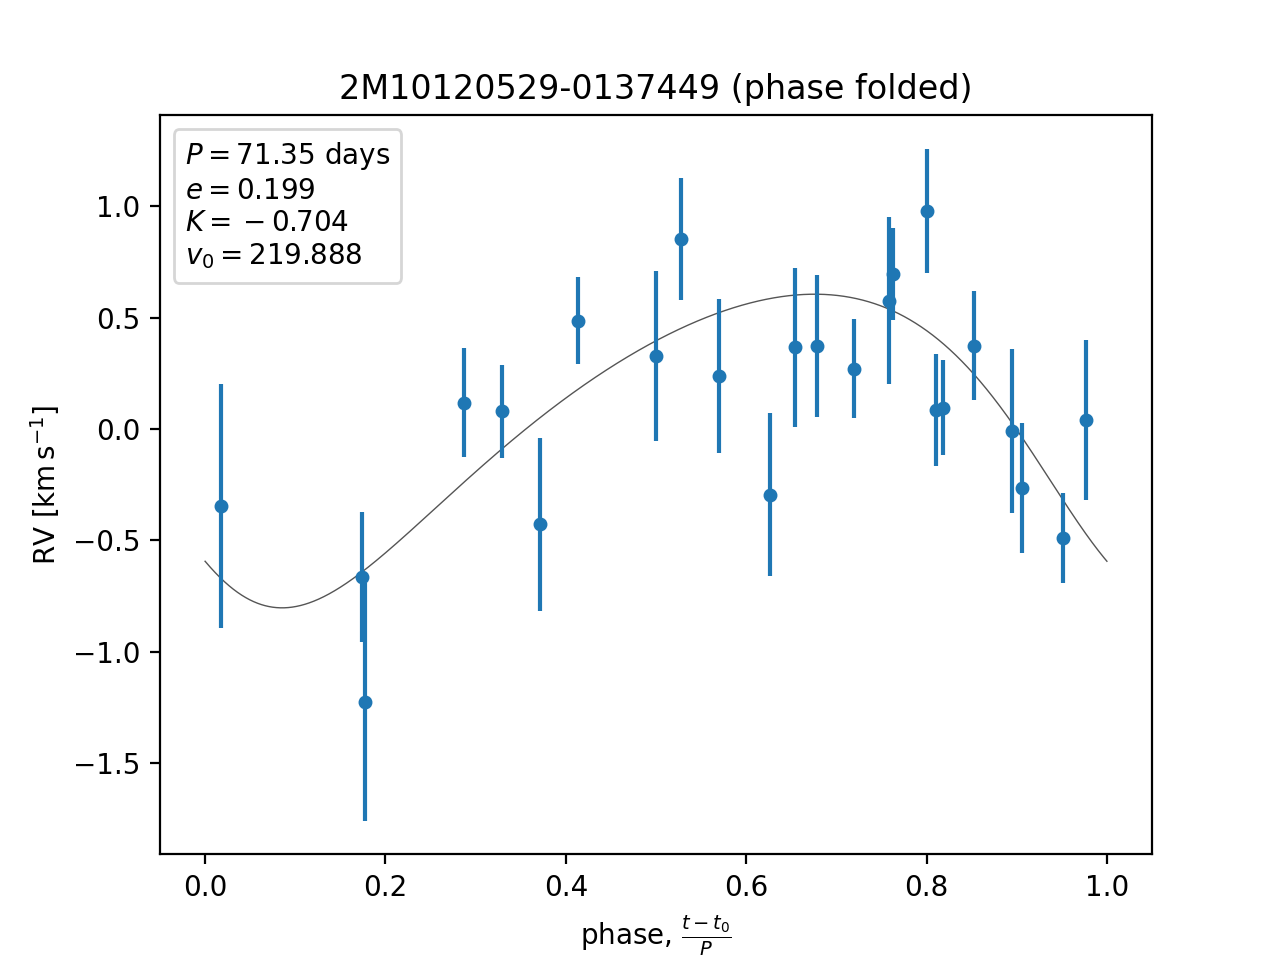 2M10120529-0137449 (phase folded)
P = 71.35 days
e = 0.199
K = −0.704
v₀ = 219.888
1.0
0.5
0.0
−0.5
−1.0
−1.5
RV [km s⁻¹]
0.0 0.2 0.4 0.6 0.8 1.0
phase, (t − t₀)/P